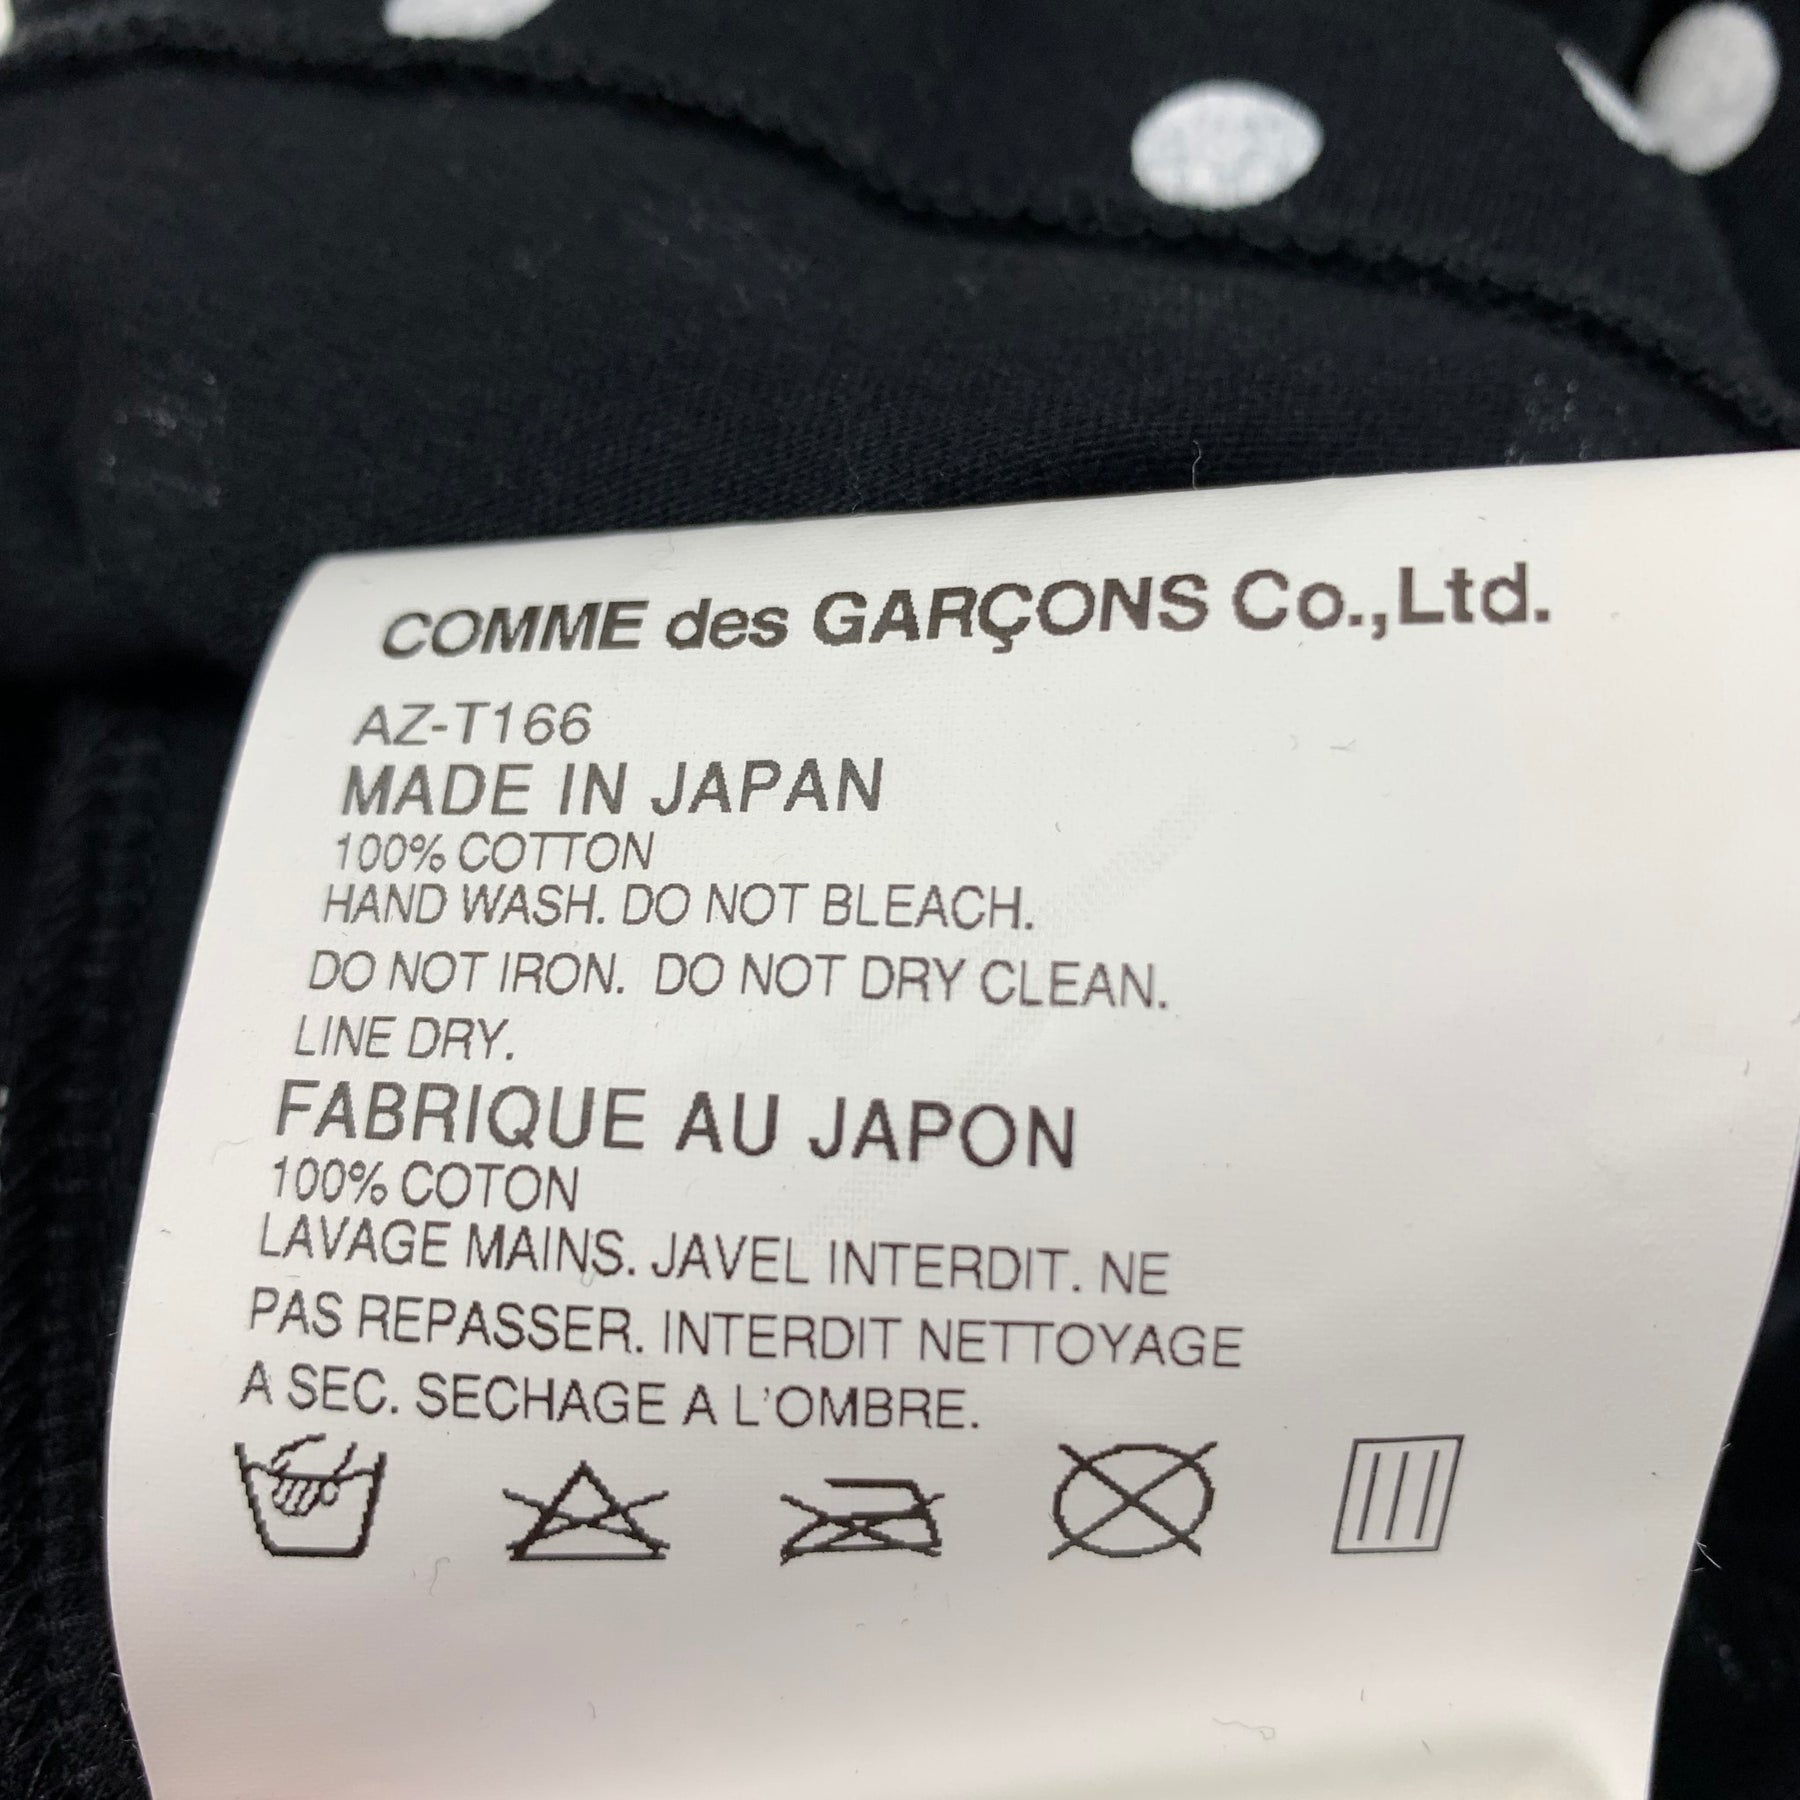 COMME des GARÇONS Co.,Ltd.
AZ-T166
MADE IN JAPAN
100% COTTON
HAND WASH. DO NOT BLEACH.
DO NOT IRON. DO NOT DRY CLEAN.
LINE DRY.
FABRIQUE AU JAPON
100% COTON
LAVAGE MAINS. JAVEL INTERDIT. NE
PAS REPASSER. INTERDIT NETTOYAGE
A SEC. SECHAGE A L'OMBRE.